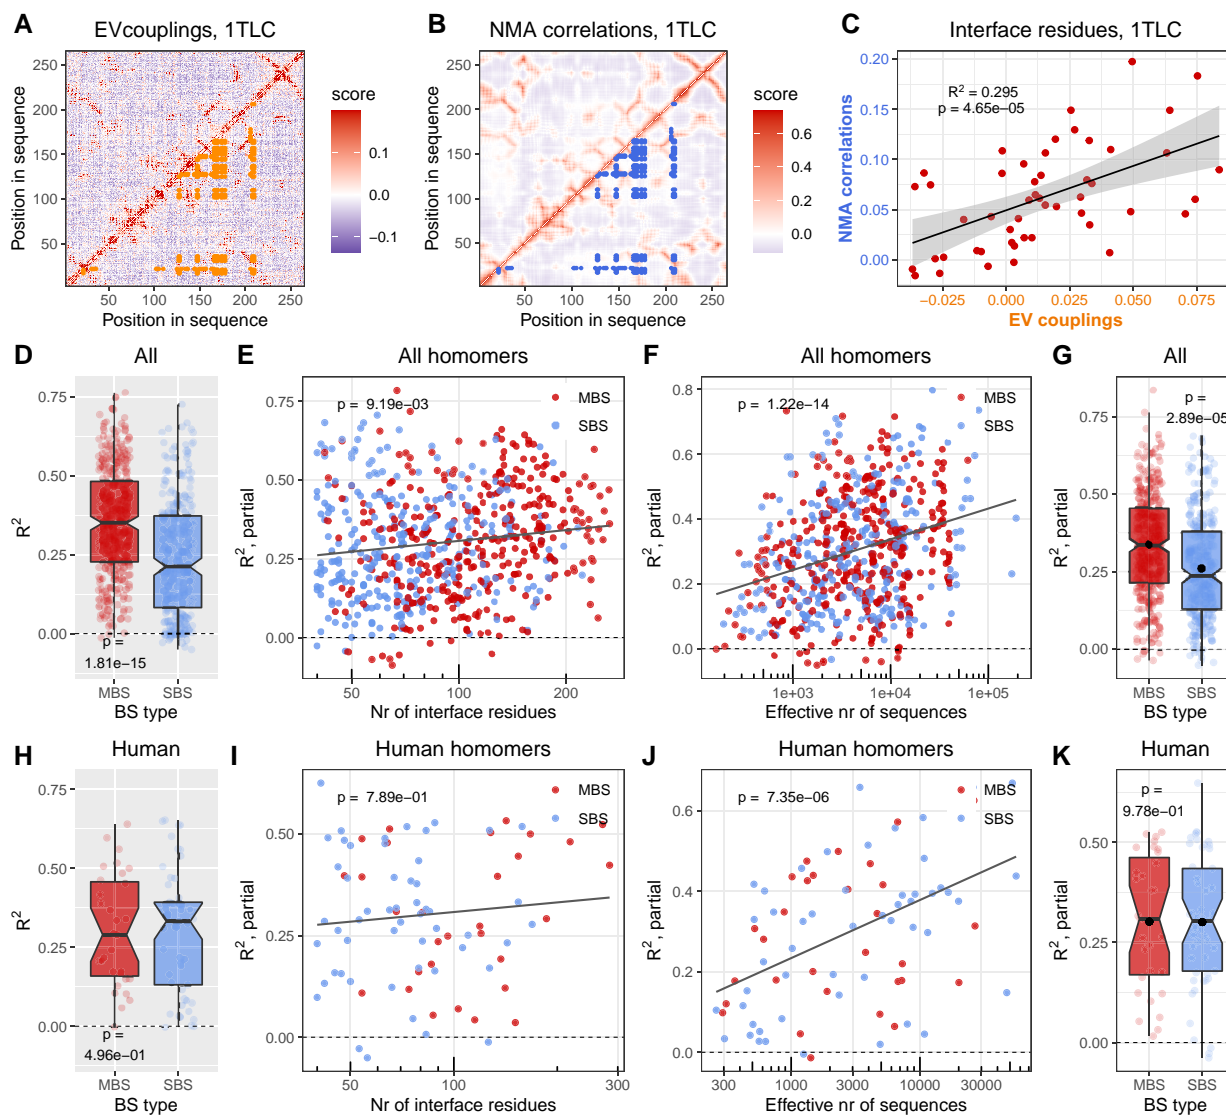 A
EVcouplings, 1TLC
250
200
150
100
50
Position in sequence
50
100
150
200
250
Position in sequence
score
0.1
0.0
−0.1
B
NMA correlations, 1TLC
250
200
150
100
50
Position in sequence
50
100
150
200
250
Position in sequence
score
0.6
0.4
0.2
0.0
C
Interface residues, 1TLC
R² = 0.295
p = 4.65e−05
0.20
0.15
0.10
0.05
0.00
NMA correlations
−0.025
0.000
0.025
0.050
0.075
EV couplings
D
All
0.75
0.50
0.25
0.00
R²
p =
1.81e−15
MBS
SBS
BS type
E
All homomers
p = 9.19e−03
MBS
SBS
0.75
0.50
0.25
0.00
R², partial
50
100
200
Nr of interface residues
F
All homomers
p = 1.22e−14
MBS
SBS
0.8
0.6
0.4
0.2
0.0
R², partial
1e+03
1e+04
1e+05
Effective nr of sequences
G
All
p =
2.89e−05
0.75
0.50
0.25
0.00
R², partial
MBS
SBS
BS type
H
Human
0.75
0.50
0.25
0.00
R²
p =
4.96e−01
MBS
SBS
BS type
I
Human homomers
p = 7.89e−01
MBS
SBS
0.50
0.25
0.00
R², partial
50
100
300
Nr of interface residues
J
Human homomers
p = 7.35e−06
MBS
SBS
0.6
0.4
0.2
0.0
R², partial
300
1000
3000
10000
30000
Effective nr of sequences
K
Human
p =
9.78e−01
0.50
0.25
0.00
R², partial
MBS
SBS
BS type